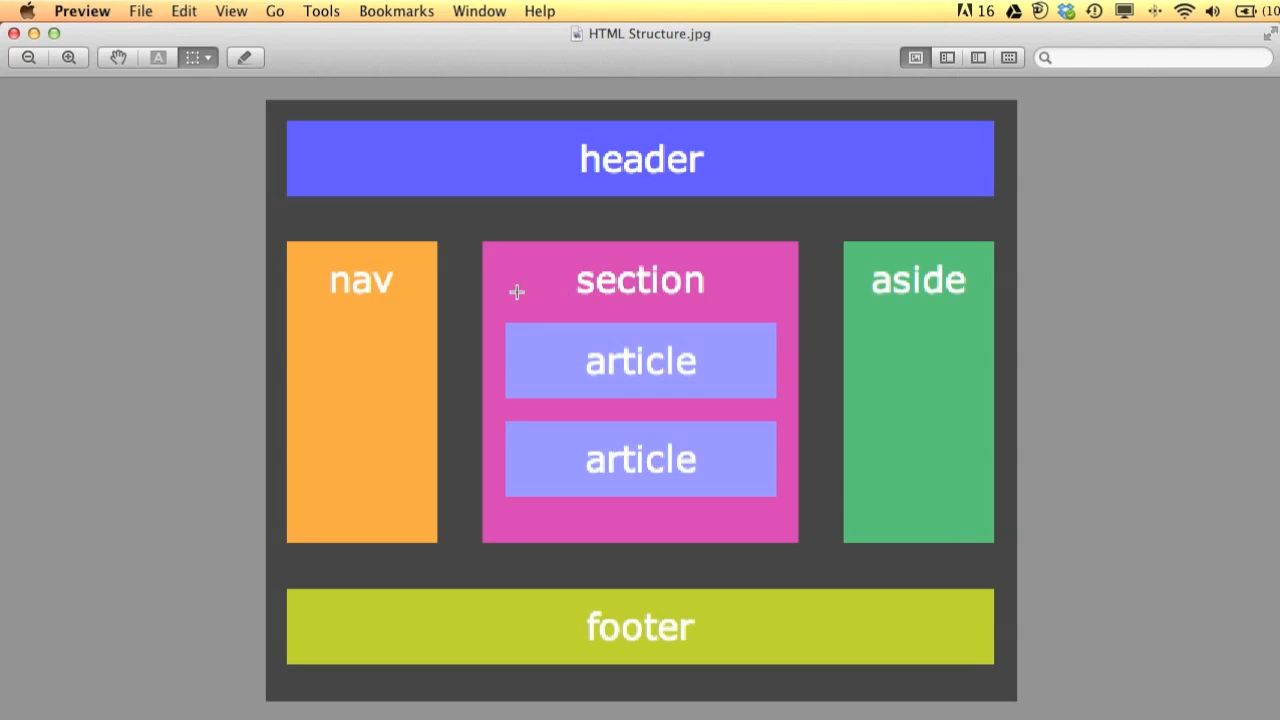 Preview File Edit View Go Tools Bookmarks Window Help 16 (10
HTML Structure.jpg
A
header
nav section aside
article
article
footer